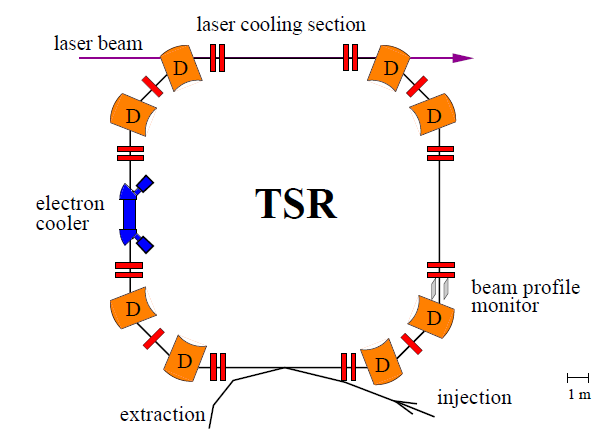 laser cooling section
laser beam
D
D
D
D
electron
cooler
TSR
beam profile
monitor
D
D
D
D
extraction
injection
1 m